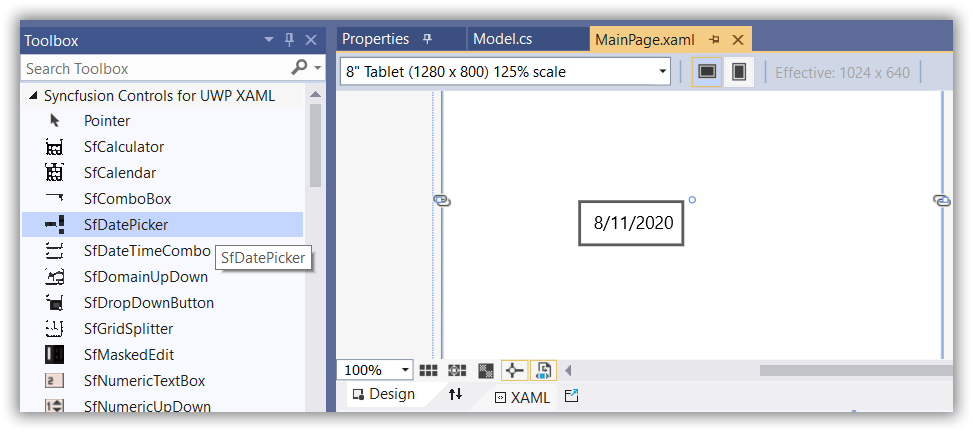 Toolbox
Search Toolbox
Syncfusion Controls for UWP XAML
Pointer
SfCalculator
SfCalendar
SfComboBox
SfDatePicker
SfDateTimeCombo
SfDatePicker
SfDomainUpDown
SfDropDownButton
SfGridSplitter
SfMaskedEdit
SfNumericTextBox
SfNumericUpDown
Properties Model.cs MainPage.xaml
8" Tablet (1280 x 800) 125% scale Effective: 1024 x 640
8/11/2020
100%
Design XAML